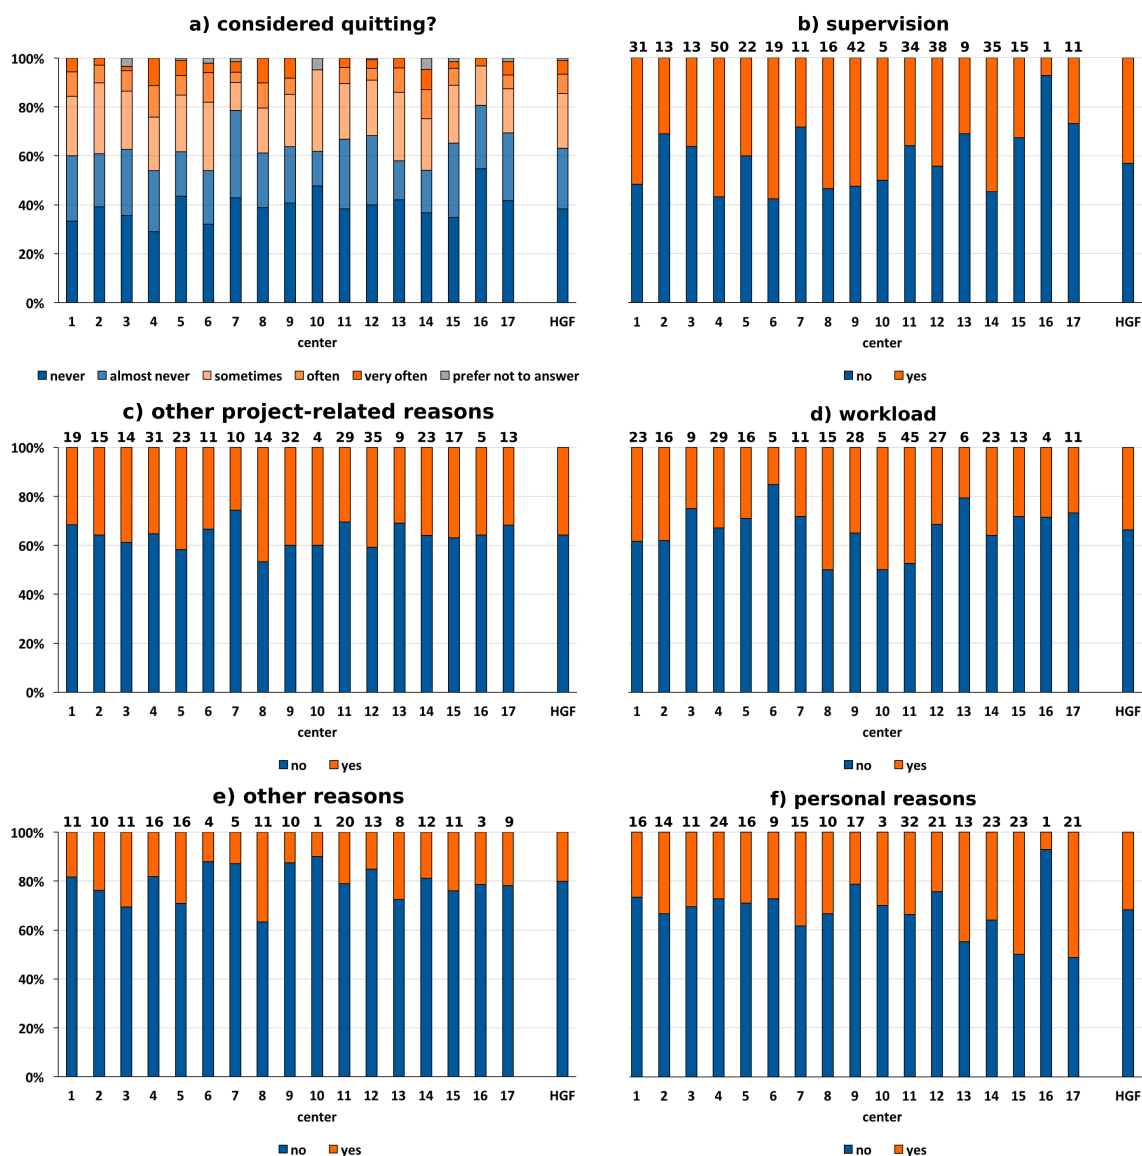 a) considered quitting?
100%
80%
60%
40%
20%
0%
1 2 3 4 5 6 7 8 9 10 11 12 13 14 15 16 17 HGF
center
never almost never sometimes often very often prefer not to answer
b) supervision
31 13 13 50 22 19 11 16 42 5 34 38 9 35 15 1 11
1 2 3 4 5 6 7 8 9 10 11 12 13 14 15 16 17 HGF
center
no yes
c) other project-related reasons
19 15 14 31 23 11 10 14 32 4 29 35 9 23 17 5 13
100%
80%
60%
40%
20%
0%
1 2 3 4 5 6 7 8 9 10 11 12 13 14 15 16 17 HGF
center
no yes
d) workload
23 16 9 29 16 5 11 15 28 5 45 27 6 23 13 4 11
1 2 3 4 5 6 7 8 9 10 11 12 13 14 15 16 17 HGF
center
no yes
e) other reasons
11 10 11 16 16 4 5 11 10 1 20 13 8 12 11 3 9
100%
80%
60%
40%
20%
0%
1 2 3 4 5 6 7 8 9 10 11 12 13 14 15 16 17 HGF
center
no yes
f) personal reasons
16 14 11 24 16 9 15 10 17 3 32 21 13 23 23 1 21
1 2 3 4 5 6 7 8 9 10 11 12 13 14 15 16 17 HGF
center
no yes